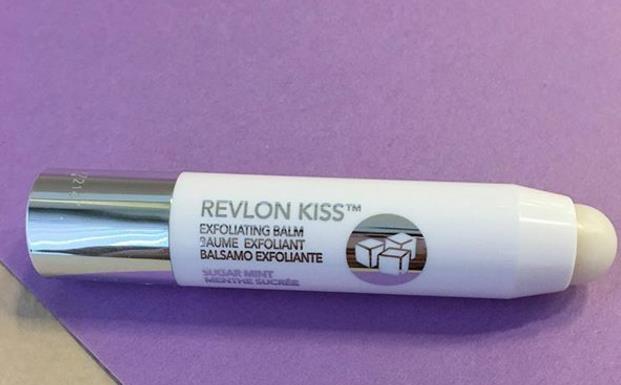 REVLON KISS™
EXFOLIATING BALM
BAUME EXFOLIANT
BALSAMO EXFOLIANTE
SUGAR MINT
MENTHE SUCRÉE